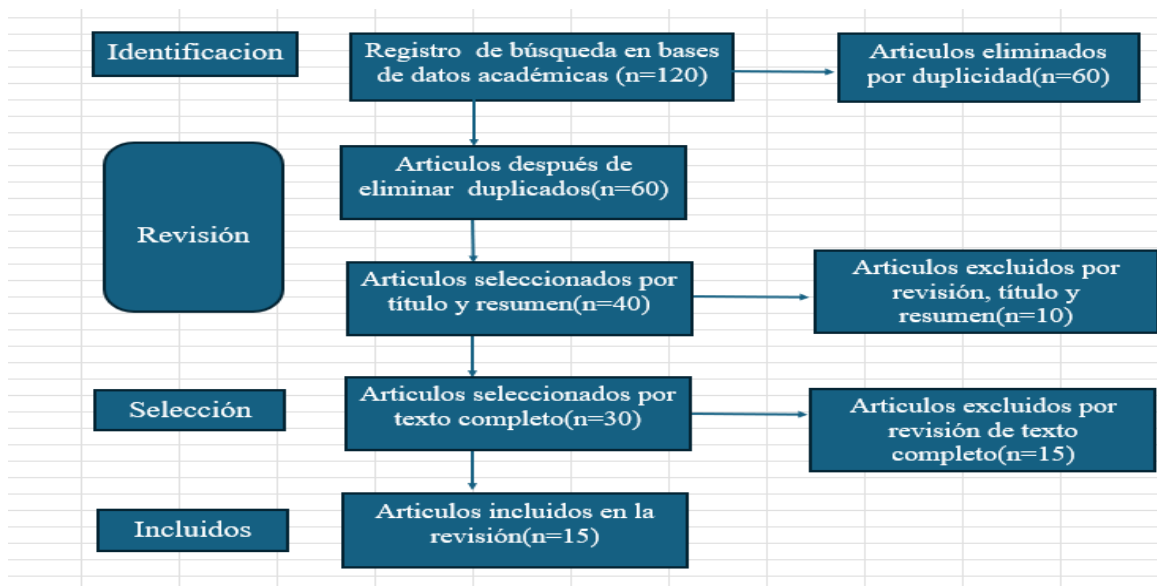 Identificacion
Registro de búsqueda en bases
de datos académicas (n=120)
Articulos eliminados
por duplicidad(n=60)
Revisión
Articulos después de
eliminar duplicados(n=60)
Articulos seleccionados por
título y resumen(n=40)
Articulos excluidos por
revisión, título y
resumen(n=10)
Selección
Articulos seleccionados por
texto completo(n=30)
Articulos excluidos por
revisión de texto
completo(n=15)
Incluidos
Articulos incluidos en la
revisión(n=15)